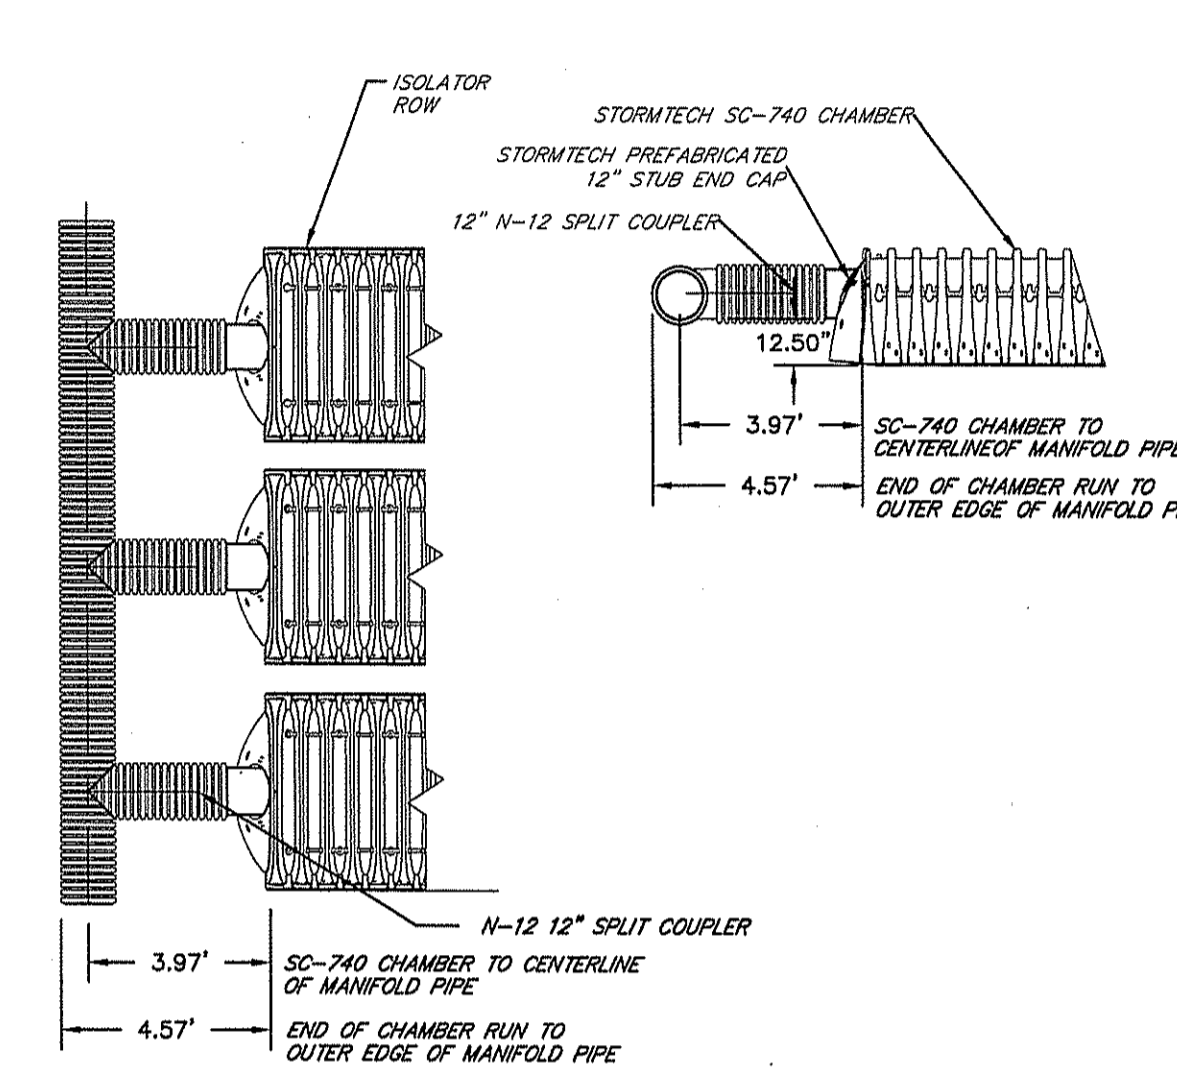 ISOLATOR
ROW
STORMTECH SC-740 CHAMBER
STORMTECH PREFABRICATED
12" STUB END CAP
12" N-12 SPLIT COUPLER
12.50"
3.97'
SC-740 CHAMBER TO
CENTERLINEOF MANIFOLD PIPE
4.57'
END OF CHAMBER RUN TO
OUTER EDGE OF MANIFOLD
N-12 12" SPLIT COUPLER
3.97'
SC-740 CHAMBER TO CENTERLINE
OF MANIFOLD PIPE
4.57'
END OF CHAMBER RUN TO
OUTER EDGE OF MANIFOLD PIPE